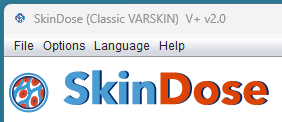 SkinDose (Classic VARSKIN) V+ v2.0
File Options Language Help
SkinDose